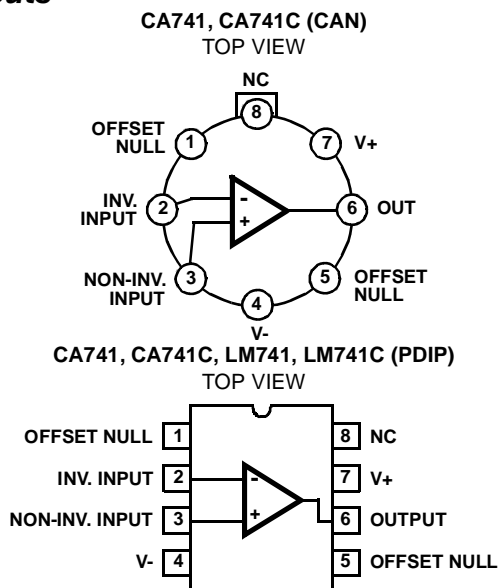 CA741, CA741C (CAN)
TOP VIEW
NC
8
OFFSET
NULL
1
7
V+
INV.
INPUT
2
-
+
6
OUT
NON-INV.
INPUT
3
5
OFFSET
NULL
4
V-
CA741, CA741C, LM741, LM741C (PDIP)
TOP VIEW
OFFSET NULL 1
8 NC
INV. INPUT 2
-
7 V+
NON-INV. INPUT 3
+
6 OUTPUT
V- 4
5 OFFSET NULL